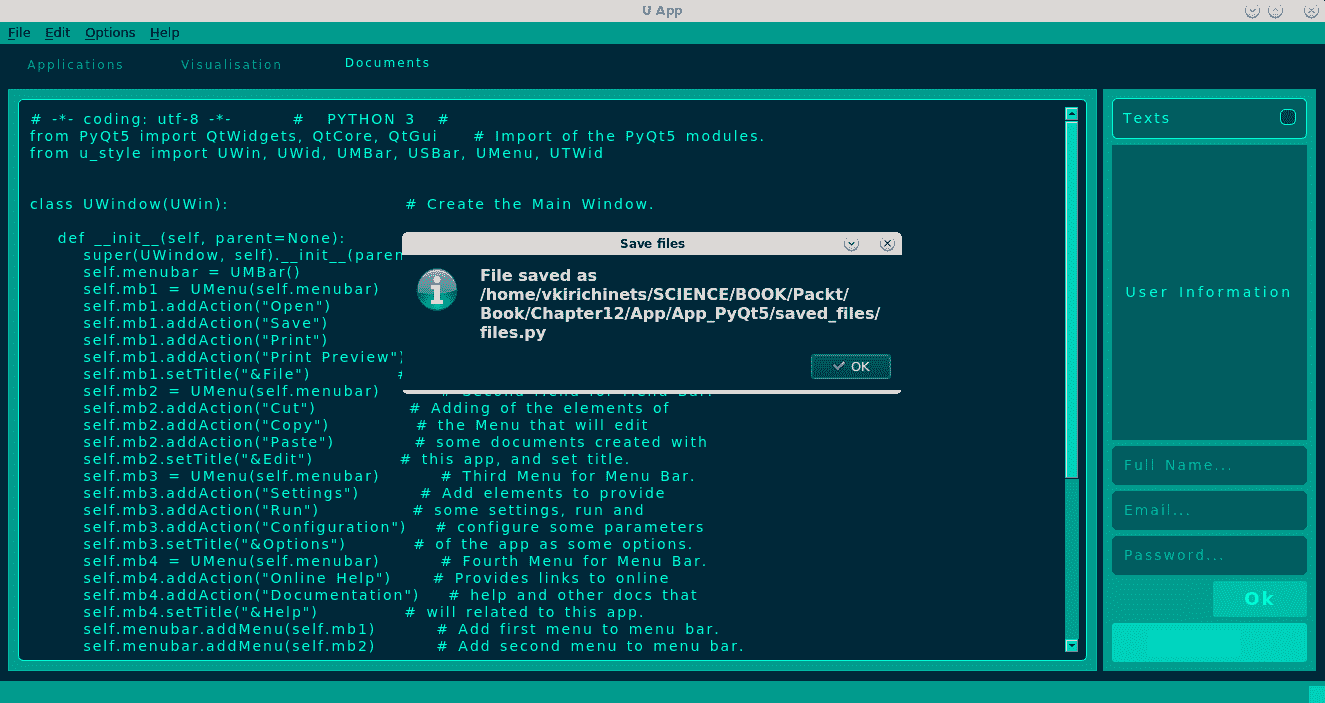 U App
File Edit Options Help
Applications Visualisation Documents
# -*- coding: utf-8 -*- # PYTHON 3 #
from PyQt5 import QtWidgets, QtCore, QtGui # Import of the PyQt5 modules.
from u_style import UWin, UWid, UMBar, USBar, UMenu, UTWid
class UWindow(UWin): # Create the Main Window.
def __init__(self, parent=None):
super(UWindow, self).__init__(paren
self.menubar = UMBar()
self.mb1 = UMenu(self.menubar)
self.mb1.addAction("Open")
self.mb1.addAction("Save")
self.mb1.addAction("Print")
self.mb1.addAction("Print Preview")
self.mb1.setTitle("&File") #
self.mb2 = UMenu(self.menubar) # Second Menu for Menu Bar.
self.mb2.addAction("Cut") # Adding of the elements of
self.mb2.addAction("Copy") # the Menu that will edit
self.mb2.addAction("Paste") # some documents created with
self.mb2.setTitle("&Edit") # this app, and set title.
self.mb3 = UMenu(self.menubar) # Third Menu for Menu Bar.
self.mb3.addAction("Settings") # Add elements to provide
self.mb3.addAction("Run") # some settings, run and
self.mb3.addAction("Configuration") # configure some parameters
self.mb3.setTitle("&Options") # of the app as some options.
self.mb4 = UMenu(self.menubar) # Fourth Menu for Menu Bar.
self.mb4.addAction("Online Help") # Provides links to online
self.mb4.addAction("Documentation") # help and other docs that
self.mb4.setTitle("&Help") # will related to this app.
self.menubar.addMenu(self.mb1) # Add first menu to menu bar.
self.menubar.addMenu(self.mb2) # Add second menu to menu bar.
Save files
File saved as
/home/vkirichinets/SCIENCE/BOOK/Packt/
Book/Chapter12/App/App_PyQt5/saved_files/
files.py
OK
Texts
User Information
Full Name...
Email...
Password...
Ok